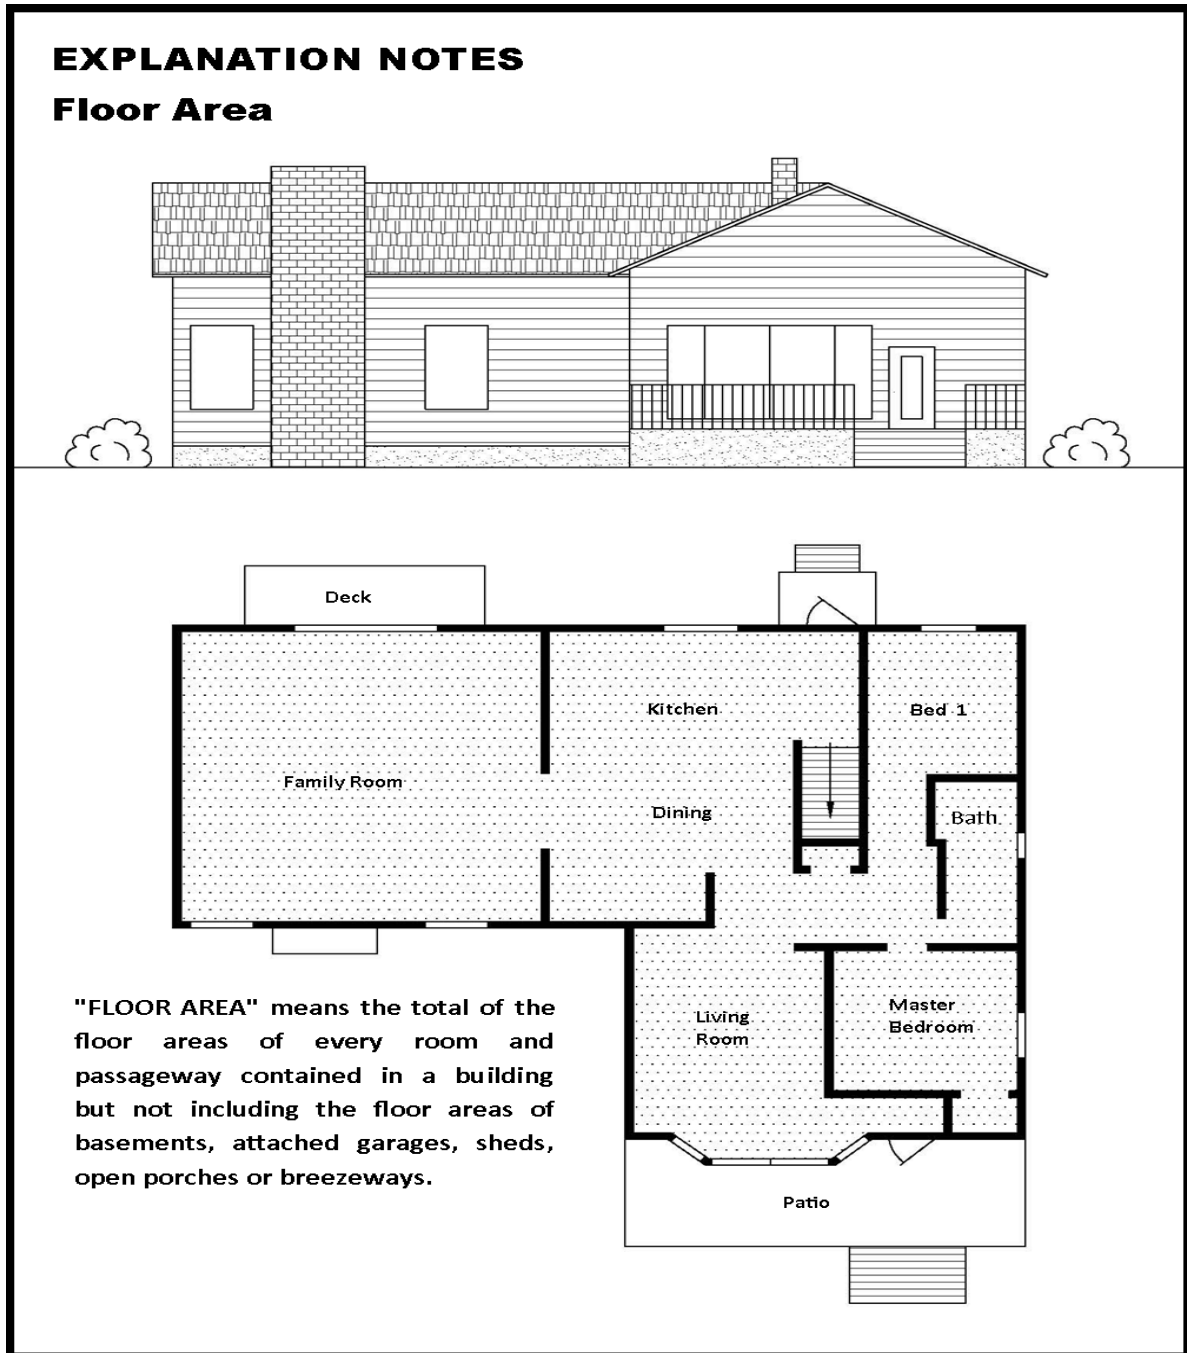 EXPLANATION NOTES
Floor Area
Deck
Kitchen
Bed 1
Family Room
Dining
Bath
"FLOOR AREA" means the total of the
floor areas of every room and
passageway contained in a building
but not including the floor areas of
basements, attached garages, sheds,
open porches or breezeways.
Living
Room
Master
Bedroom
Patio